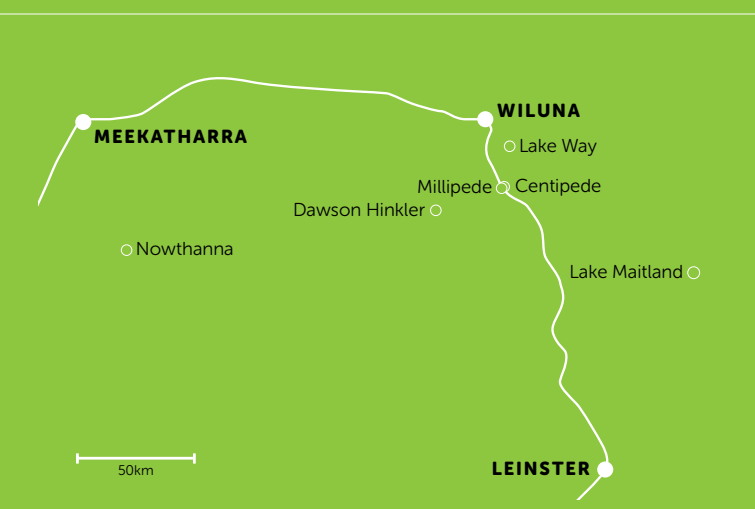 WILUNA
MEEKATHARRA
Lake Way
Millipede
Centipede
Dawson Hinkler
Nowthanna
Lake Maitland
50km
LEINSTER